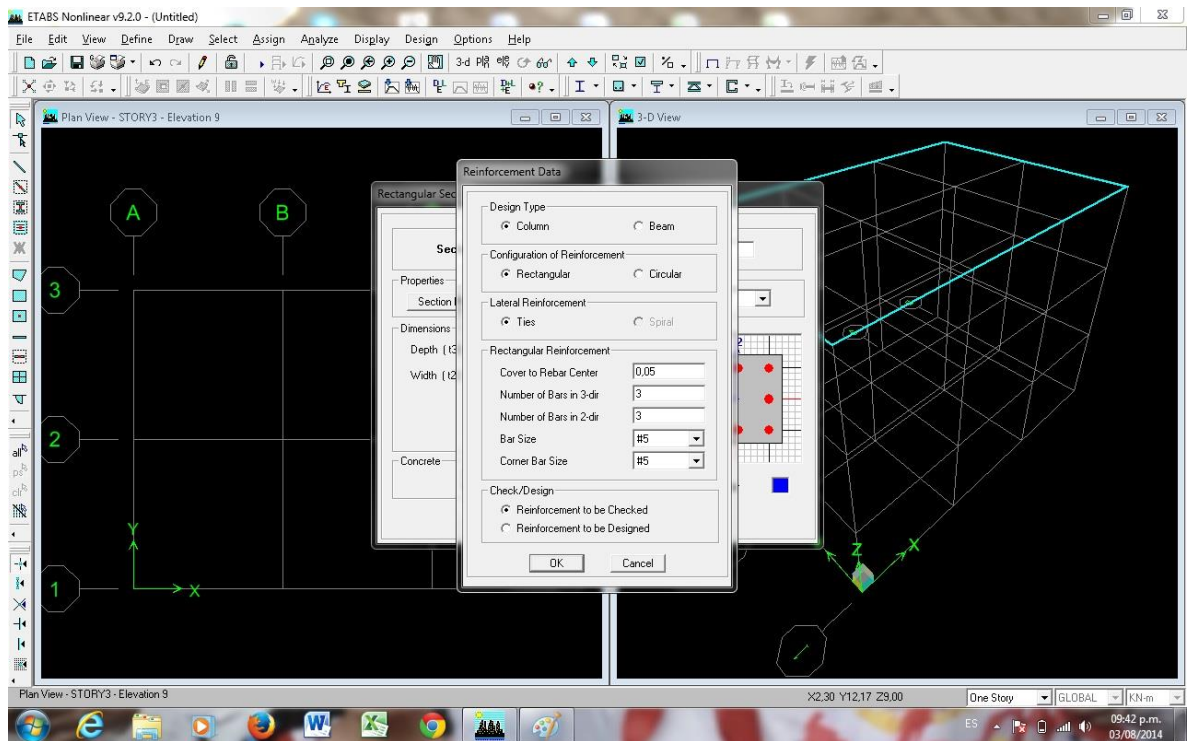 ETABS Nonlinear v9.2.0 - (Untitled)
File Edit View Define Draw Select Assign Analyze Display Design Options Help
3-d
Plan View - STORY3 - Elevation 9
3-D View
A
B
3
2
1
Y
X
all
ps
clr
Rectangular Sec
Sec
Properties
Section
Dimensions
Depth (t3
Width (t2
Concrete
2
Reinforcement Data
Design Type
Column Beam
Configuration of Reinforcement
Rectangular Circular
Lateral Reinforcement
Ties Spiral
Rectangular Reinforcement
Cover to Rebar Center 0,05
Number of Bars in 3-dir 3
Number of Bars in 2-dir 3
Bar Size #5
Corner Bar Size #5
Check/Design
Reinforcement to be Checked
Reinforcement to be Designed
OK Cancel
Z X
Plan View - STORY3 - Elevation 9 X2,30 Y12,17 Z9,00 One Story GLOBAL KN-m
ES 09:42 p.m.
03/08/2014